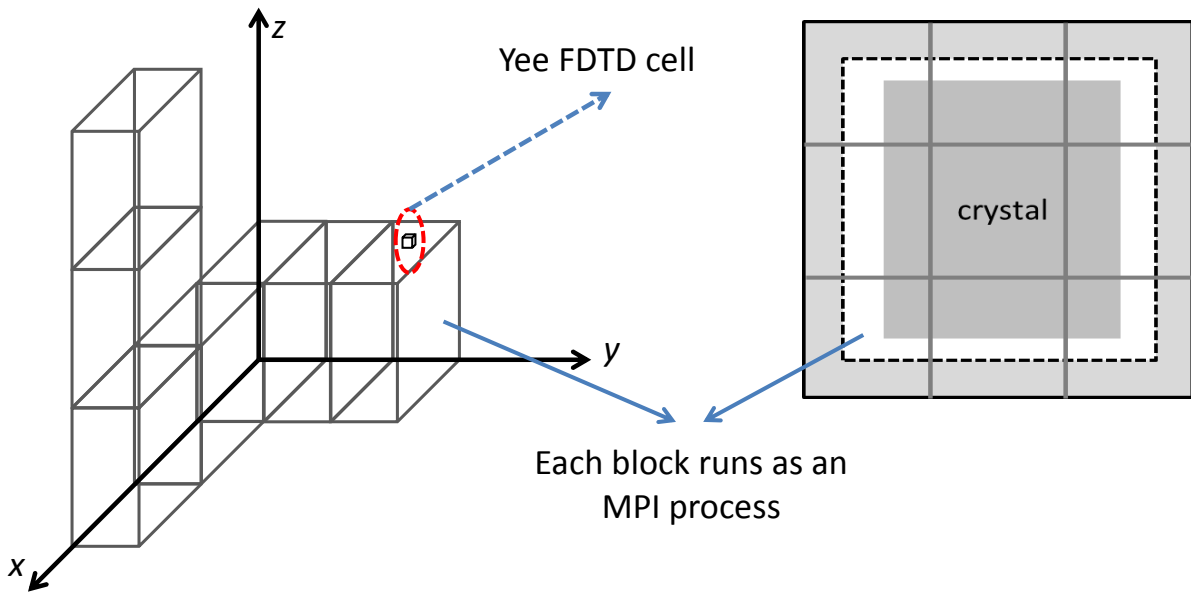 z
Yee FDTD cell
crystal
y
Each block runs as an
MPI process
x